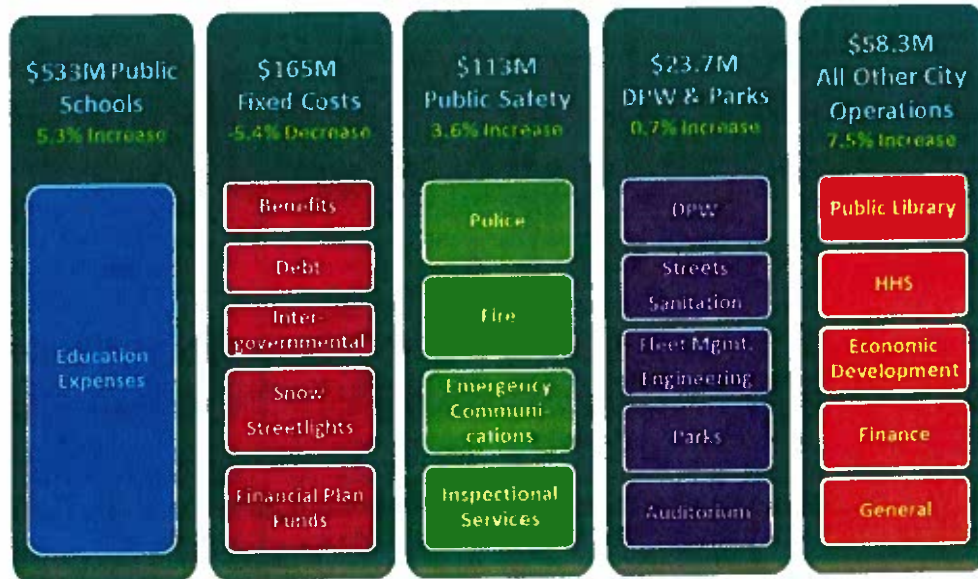 $533M Public
Schools
5.3% Increase
Education
Expenses
$165M
Fixed Costs
-5.4% Decrease
Benefits
Debt
Inter-
governmental
Snow
Streetlights
Financial Plan
Funds
$113M
Public Safety
3.6% Increase
Police
Fire
Emergency
Communi-
cations
Inspectional
Services
$23.7M
DPW & Parks
0.7% Increase
DPW
Streets
Sanitation
Fleet Mgmt.
Engineering
Parks
Auditorium
$58.3M
All Other City
Operations
7.5% Increase
Public Library
HHS
Economic
Development
Finance
General